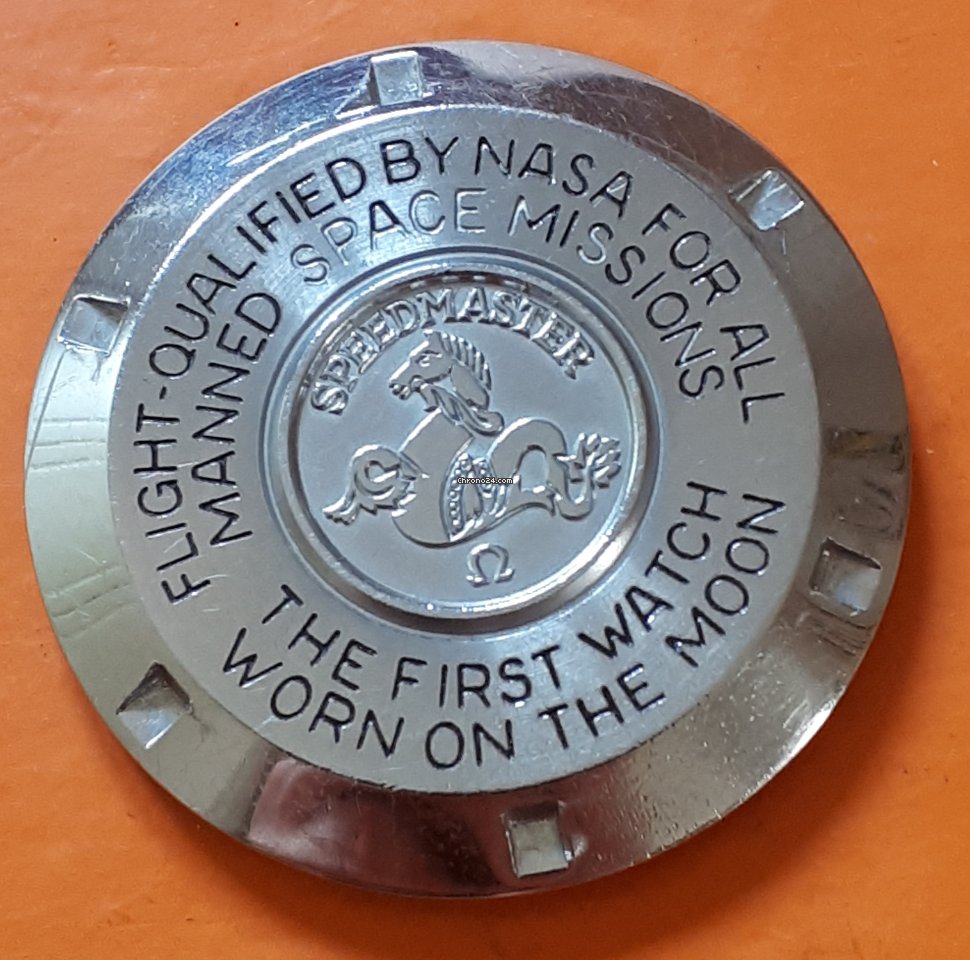 FLIGHT-QUALIFIED BY NASA FOR ALL
MANNED SPACE MISSIONS
SPEEDMASTER
Chrono24.com
Ω
THE FIRST WATCH
WORN ON THE MOON